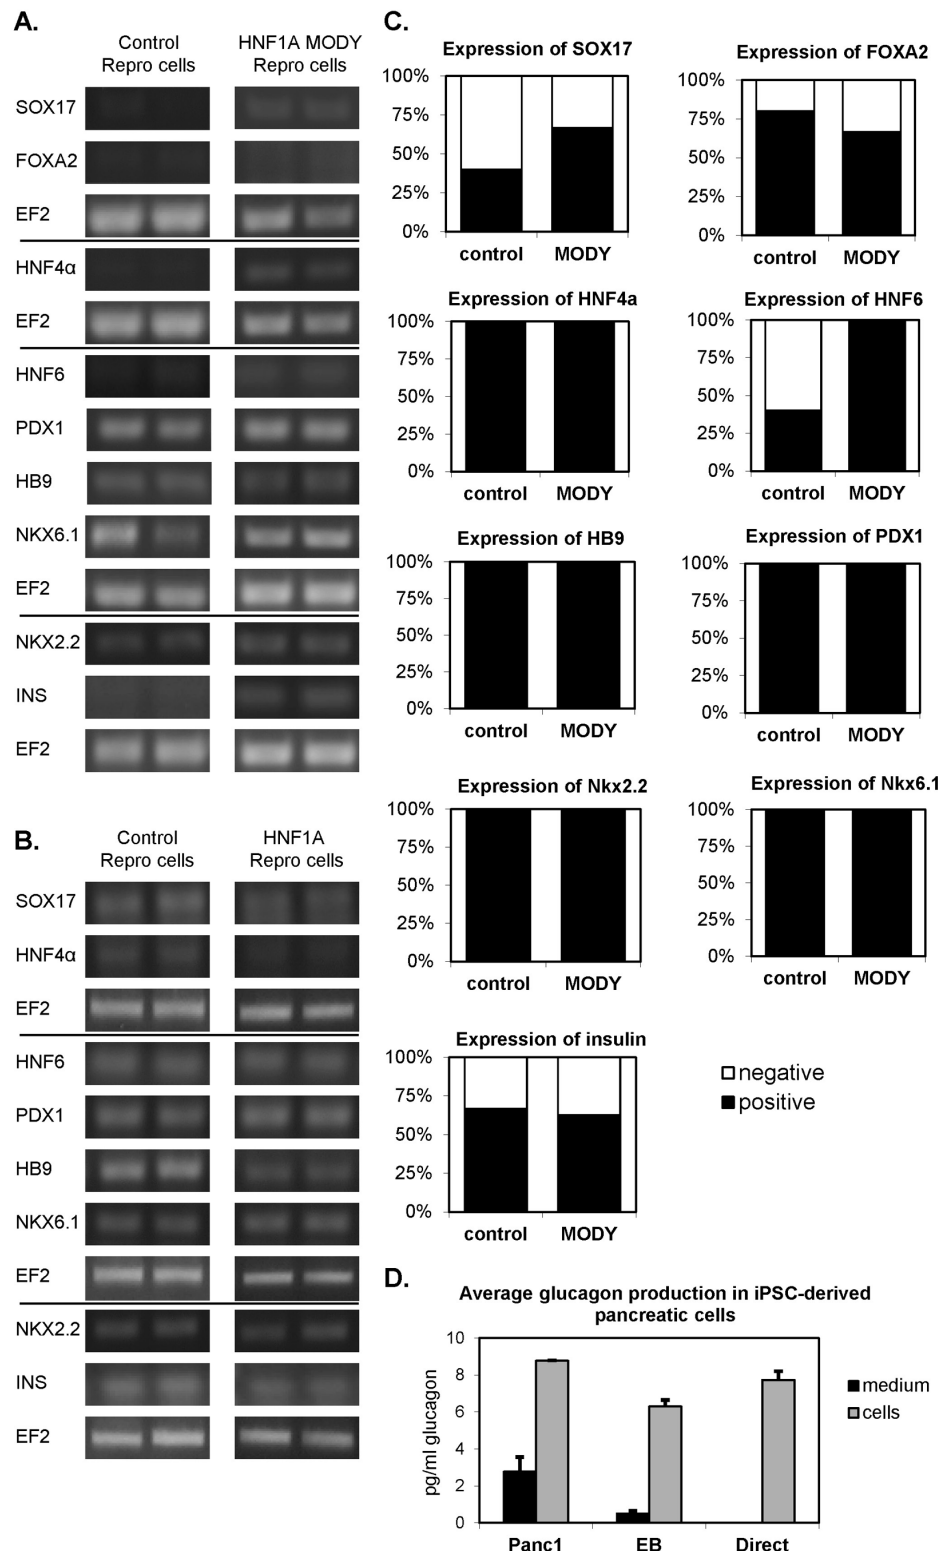 A.
Control
Repro cells
HNF1A MODY
Repro cells
SOX17
FOXA2
EF2
HNF4α
EF2
HNF6
PDX1
HB9
NKX6.1
EF2
NKX2.2
INS
EF2
B.
Control
Repro cells
HNF1A
Repro cells
SOX17
HNF4α
EF2
HNF6
PDX1
HB9
NKX6.1
EF2
NKX2.2
INS
EF2
C.
Expression of SOX17
100%
75%
50%
25%
0%
control MODY
Expression of FOXA2
100%
75%
50%
25%
0%
control MODY
Expression of HNF4a
100%
75%
50%
25%
0%
control MODY
Expression of HNF6
100%
75%
50%
25%
0%
control MODY
Expression of HB9
100%
75%
50%
25%
0%
control MODY
Expression of PDX1
100%
75%
50%
25%
0%
control MODY
Expression of Nkx2.2
100%
75%
50%
25%
0%
control MODY
Expression of Nkx6.1
100%
75%
50%
25%
0%
control MODY
Expression of insulin
100%
75%
50%
25%
0%
control MODY
negative
positive
D.
Average glucagon production in iPSC-derived
pancreatic cells
pg/ml glucagon
10
8
6
4
2
0
Panc1 EB Direct
medium
cells